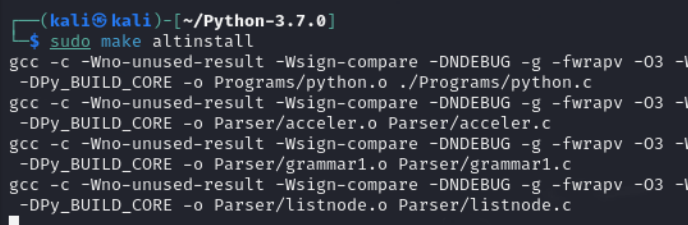 ┌──(kali㉿kali)-[~/Python-3.7.0]
└─$ sudo make altinstall
gcc -c -Wno-unused-result -Wsign-compare -DNDEBUG -g -fwrapv -O3 -W
 -DPy_BUILD_CORE -o Programs/python.o ./Programs/python.c
gcc -c -Wno-unused-result -Wsign-compare -DNDEBUG -g -fwrapv -O3 -W
 -DPy_BUILD_CORE -o Parser/acceler.o Parser/acceler.c
gcc -c -Wno-unused-result -Wsign-compare -DNDEBUG -g -fwrapv -O3 -W
 -DPy_BUILD_CORE -o Parser/grammar1.o Parser/grammar1.c
gcc -c -Wno-unused-result -Wsign-compare -DNDEBUG -g -fwrapv -O3 -W
 -DPy_BUILD_CORE -o Parser/listnode.o Parser/listnode.c